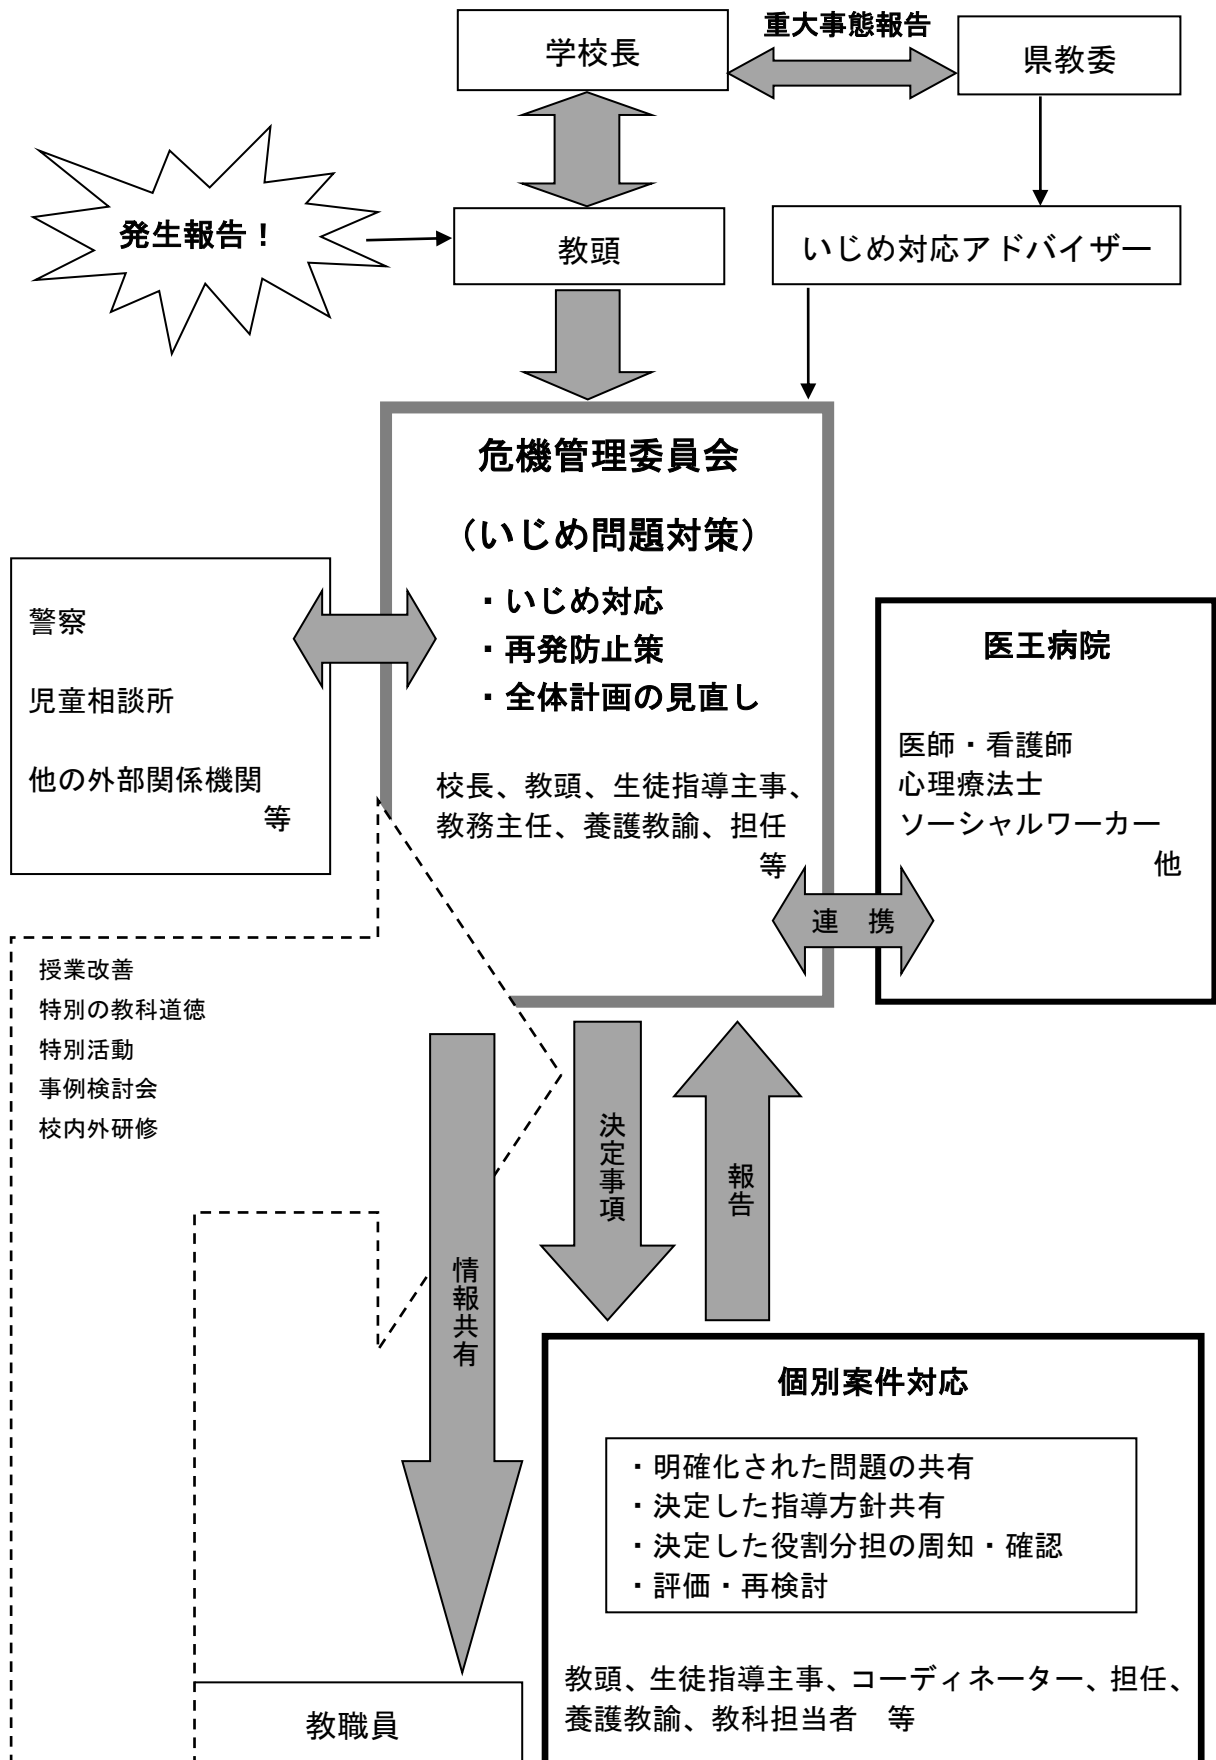 学校長
重大事態報告
県教委
発生報告！
教頭
いじめ対応アドバイザー
危機管理委員会
（いじめ問題対策）
・いじめ対応
・再発防止策
・全体計画の見直し
校長、教頭、生徒指導主事、
教務主任、養護教諭、担任
等
警察
児童相談所
他の外部関係機関
等
医王病院
医師・看護師
心理療法士
ソーシャルワーカー
他
連　携
授業改善
特別の教科道徳
特別活動
事例検討会
校内外研修
情報共有
決定事項
報告
個別案件対応
・明確化された問題の共有
・決定した指導方針共有
・決定した役割分担の周知・確認
・評価・再検討
教頭、生徒指導主事、コーディネーター、担任、
養護教諭、教科担当者　等
教職員